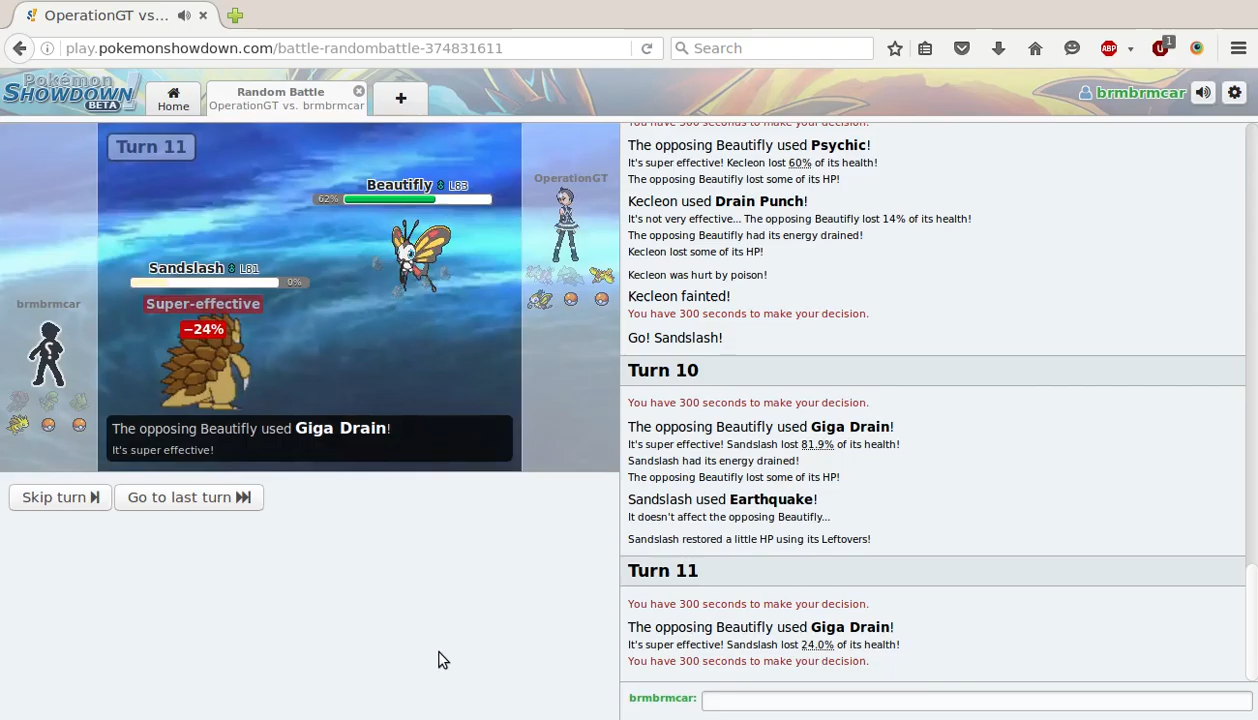 OperationGT vs...
play.pokemonshowdown.com/battle-randombattle-374831611
Search
ABP
1
Pokémon
SHOWDOWN
BETA
Home
Random Battle
OperationGT vs. brmbrmcar
brmbrmcar
Turn 11
Beautifly L83
62%
OperationGT
Sandslash L81
0%
Super-effective
−24%
brmbrmcar
The opposing Beautifly used Giga Drain!
It's super effective!
Skip turn
Go to last turn
You have 300 seconds to make your decision.
The opposing Beautifly used Psychic!
It's super effective! Kecleon lost 60% of its health!
The opposing Beautifly lost some of its HP!
Kecleon used Drain Punch!
It's not very effective... The opposing Beautifly lost 14% of its health!
The opposing Beautifly had its energy drained!
Kecleon lost some of its HP!
Kecleon was hurt by poison!
Kecleon fainted!
You have 300 seconds to make your decision.
Go! Sandslash!
Turn 10
You have 300 seconds to make your decision.
The opposing Beautifly used Giga Drain!
It's super effective! Sandslash lost 81.9% of its health!
Sandslash had its energy drained!
The opposing Beautifly lost some of its HP!
Sandslash used Earthquake!
It doesn't affect the opposing Beautifly...
Sandslash restored a little HP using its Leftovers!
Turn 11
You have 300 seconds to make your decision.
The opposing Beautifly used Giga Drain!
It's super effective! Sandslash lost 24.0% of its health!
You have 300 seconds to make your decision.
brmbrmcar: